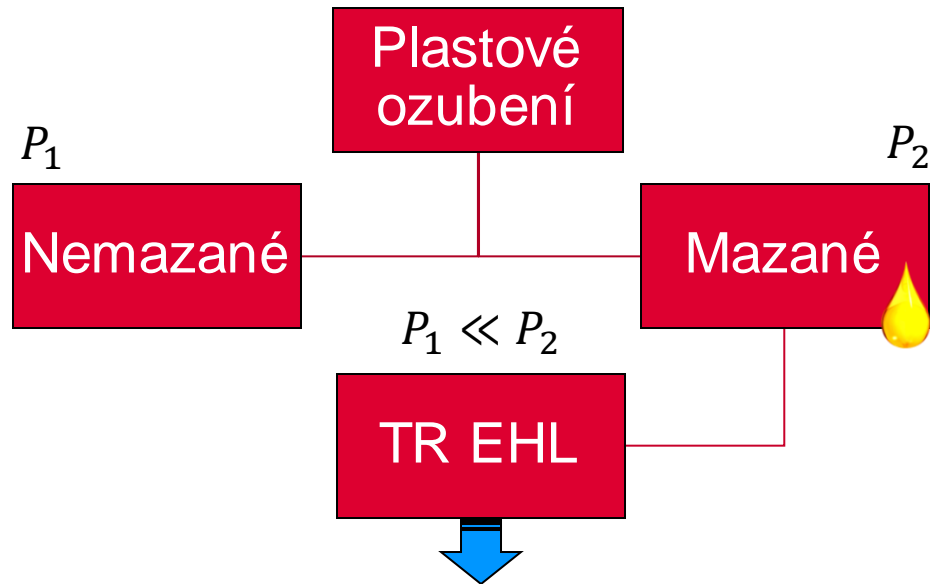 Plastové
ozubení
P₁
P₂
Nemazané
Mazané
P₁ ≪ P₂
TR EHL